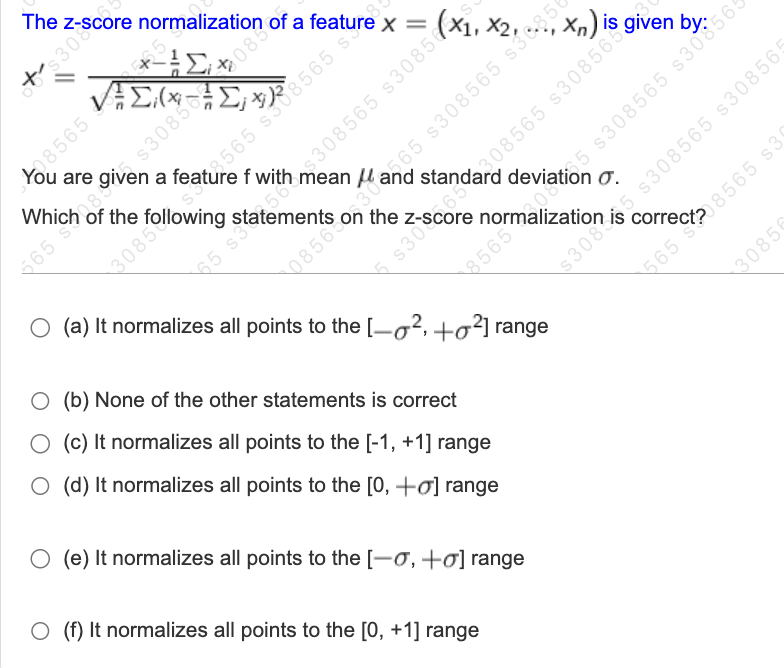 The z-score normalization of a feature x = (x₁, x₂, ..., xₙ) is given by:
x′ = (x − 1/n ∑ᵢ xᵢ) / √(1/n ∑ᵢ(xᵢ − 1/n ∑ⱼ xⱼ)²)
You are given a feature f with mean μ and standard deviation σ.
Which of the following statements on the z-score normalization is correct?
(a) It normalizes all points to the [−σ², +σ²] range
(b) None of the other statements is correct
(c) It normalizes all points to the [-1, +1] range
(d) It normalizes all points to the [0, +σ] range
(e) It normalizes all points to the [−σ, +σ] range
(f) It normalizes all points to the [0, +1] range
s308565